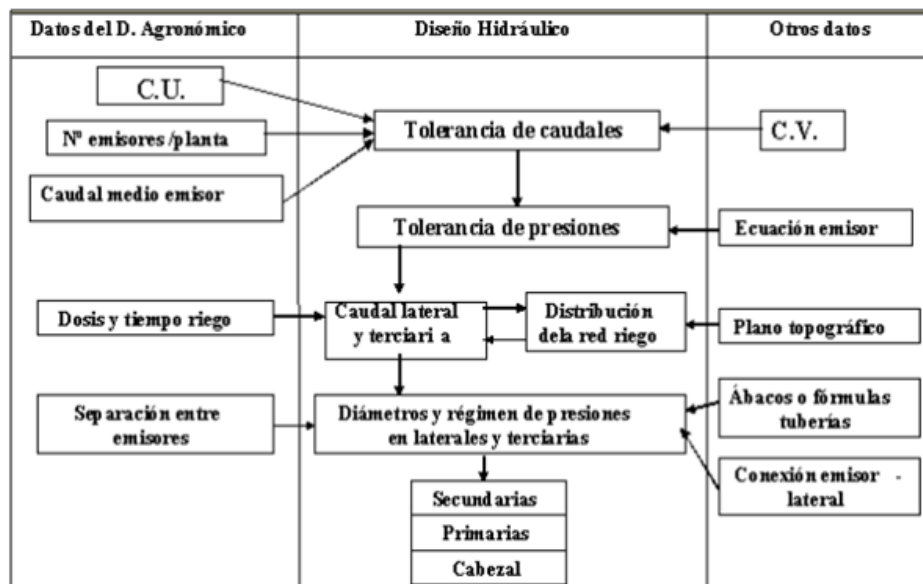 Datos del D. Agronómico
Diseño Hidráulico
Otros datos
C.U.
Nº emisores/planta
Caudal medio emisor
Tolerancia de caudales
C.V.
Tolerancia de presiones
Ecuación emisor
Dosis y tiempo riego
Caudal lateral
y terciari a
Distribución
dela red riego
Plano topográfico
Separación entre
emisores
Diámetros y régimen de presiones
en laterales y terciarias
Ábacos o fórmulas
tuberías
Conexión emisor -
lateral
Secundarias
Primarias
Cabezal